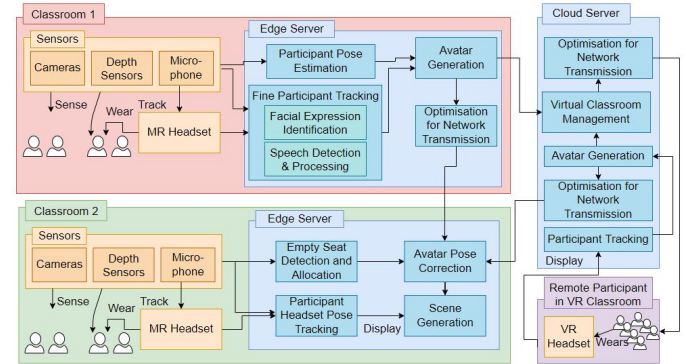 Classroom 1
Sensors
Cameras
Depth
Sensors
Micro-
phone
Sense
Wear
Track
MR Headset
Edge Server
Participant Pose
Estimation
Fine Participant Tracking
Facial Expression
Identification
Speech Detection
& Processing
Avatar
Generation
Optimisation
for Network
Transmission
Cloud Server
Optimisation for
Network
Transmission
Virtual Classroom
Management
Avatar Generation
Optimisation for
Network
Transmission
Participant Tracking
Display
Classroom 2
Sensors
Cameras
Depth
Sensors
Micro-
phone
Sense
Wear
Track
MR Headset
Edge Server
Empty Seat
Detection and
Allocation
Participant
Headset Pose
Tracking
Display
Avatar Pose
Correction
Scene
Generation
Remote Participant
in VR Classroom
VR
Headset
Wears